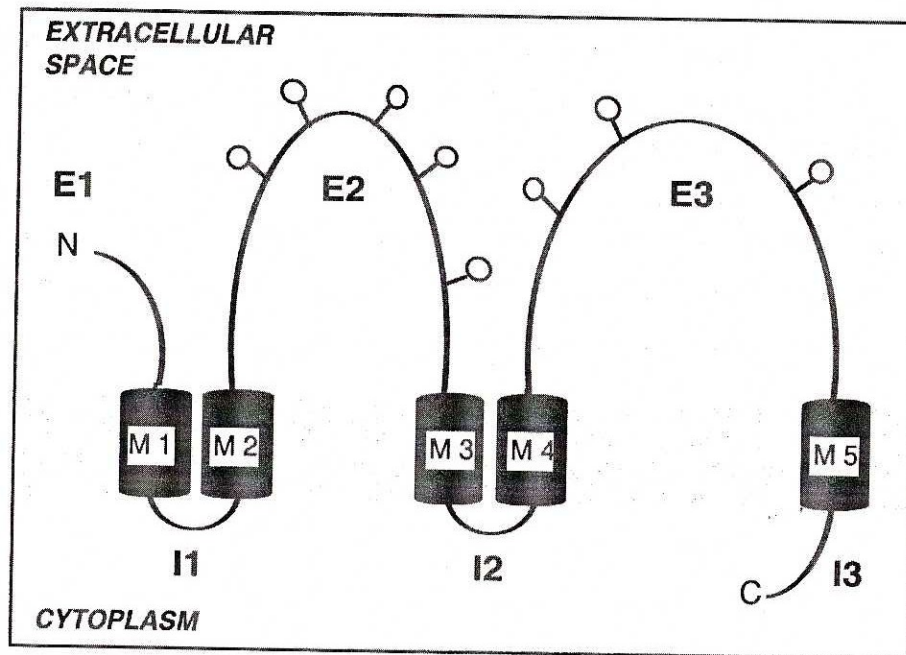 EXTRACELLULAR
SPACE
E1
E2
E3
N
M 1
M 2
M 3
M 4
M 5
I1
I2
I3
C
CYTOPLASM